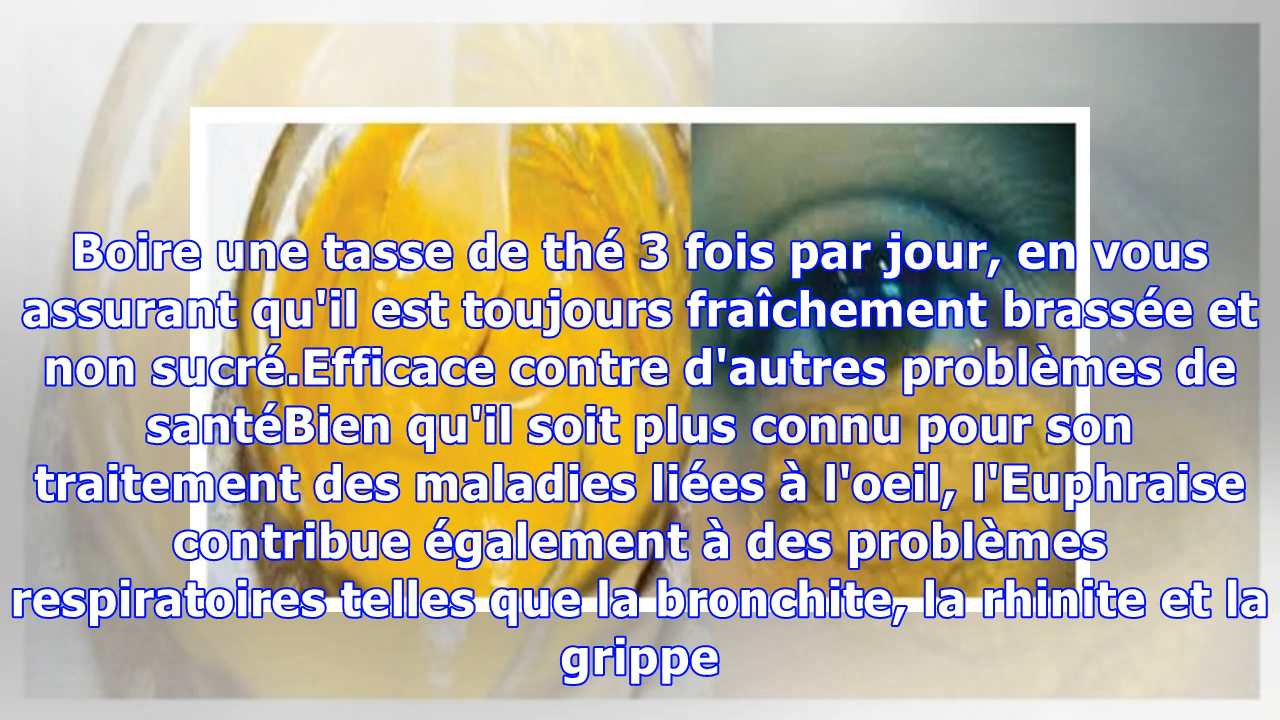 Boire une tasse de thé 3 fois par jour, en vous
assurant qu'il est toujours fraîchement brassée et
non sucré.Efficace contre d'autres problèmes de
santéBien qu'il soit plus connu pour son
traitement des maladies liées à l'oeil, l'Euphraise
contribue également à des problèmes
respiratoires telles que la bronchite, la rhinite et la
grippe